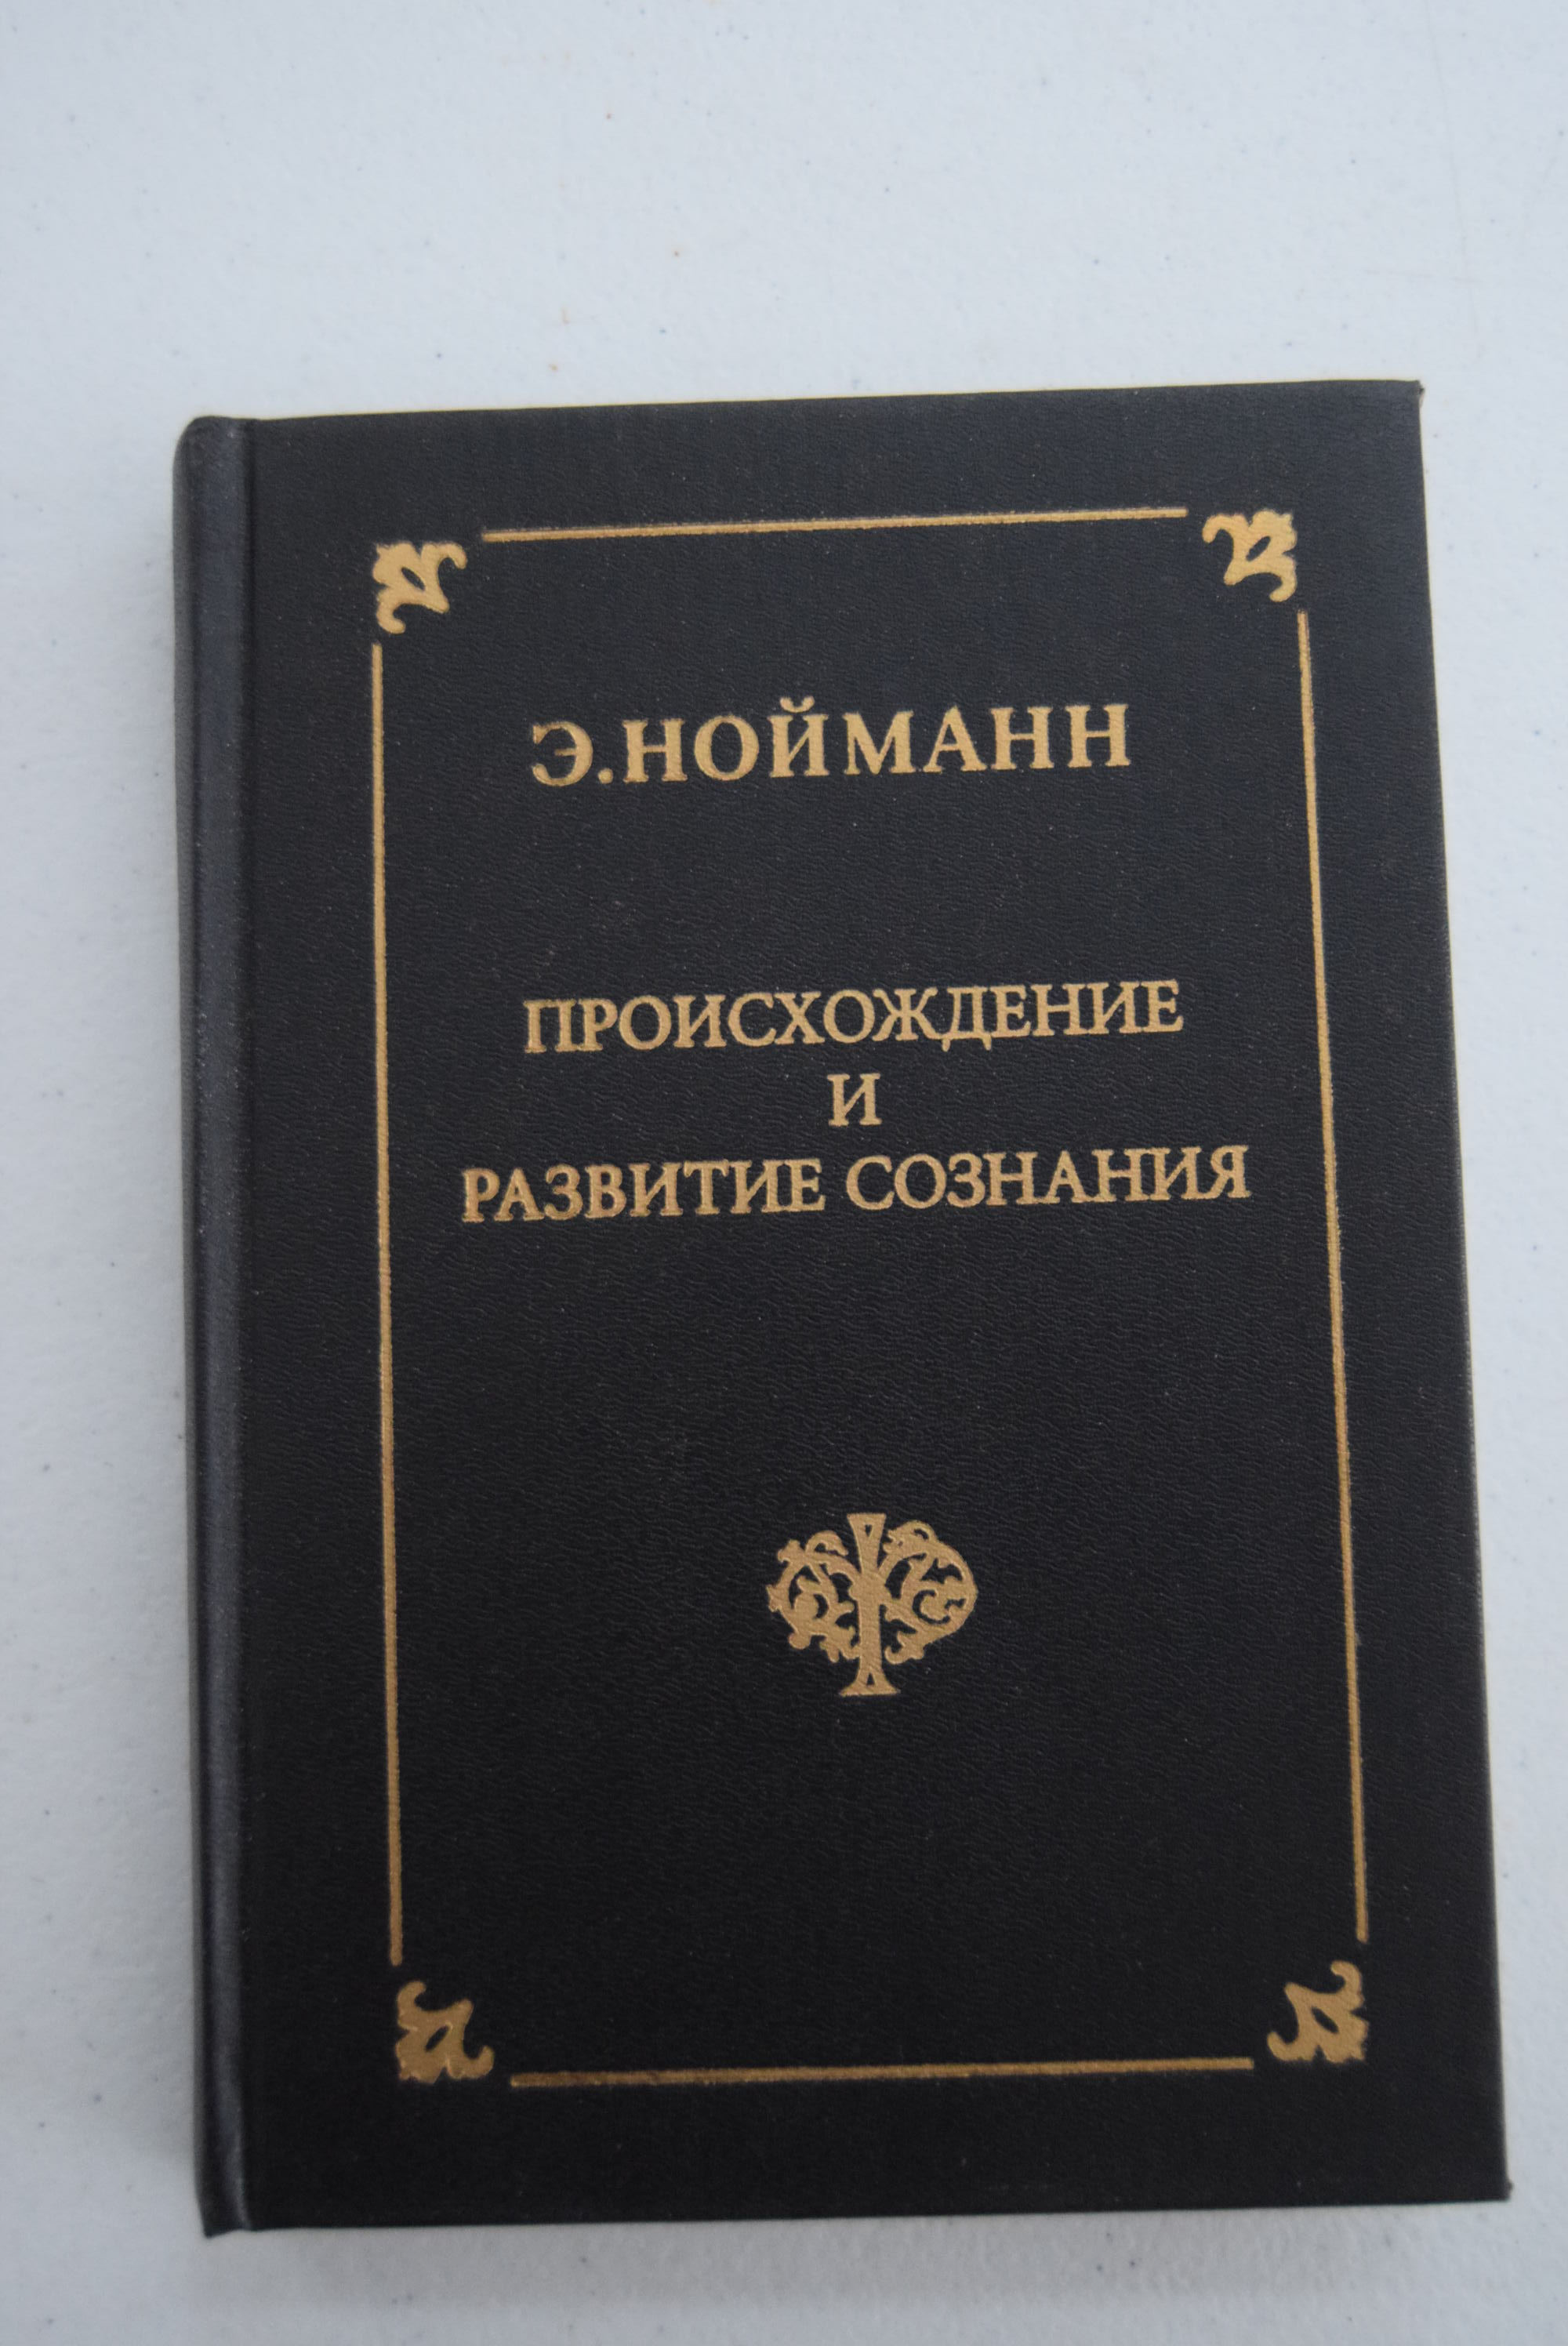 Э.НОЙМАНН
ПРОИСХОЖДЕНИЕ
И
РАЗВИТИЕ СОЗНАНИЯ